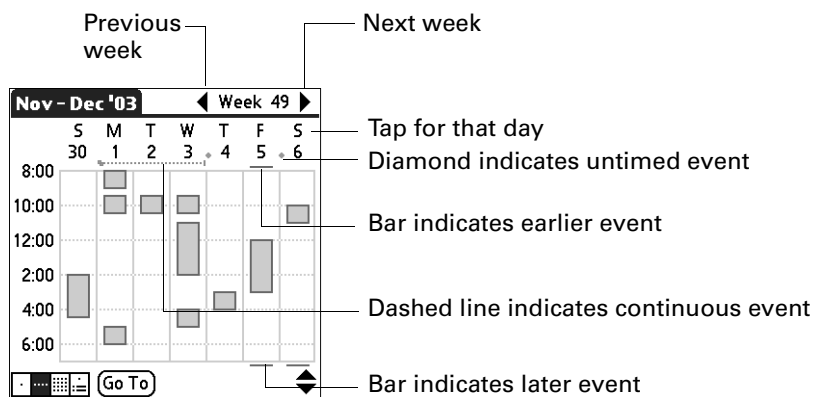 Previous week
Next week
Nov – Dec '03
Week 49
S M T W T F S
30 1 2 3 4 5 6
Tap for that day
Diamond indicates untimed event
8:00
10:00
Bar indicates earlier event
12:00
2:00
4:00
Dashed line indicates continuous event
6:00
Go To
Bar indicates later event